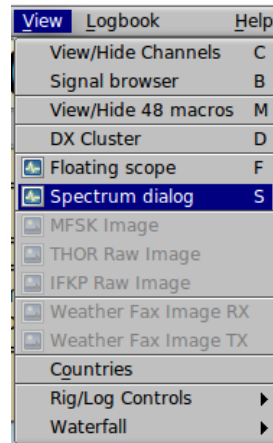 View Logbook Help
View/Hide Channels C
Signal browser B
View/Hide 48 macros M
DX Cluster D
Floating scope F
Spectrum dialog S
MFSK Image
THOR Raw Image
IFKP Raw Image
Weather Fax Image RX
Weather Fax Image TX
Countries
Rig/Log Controls
Waterfall